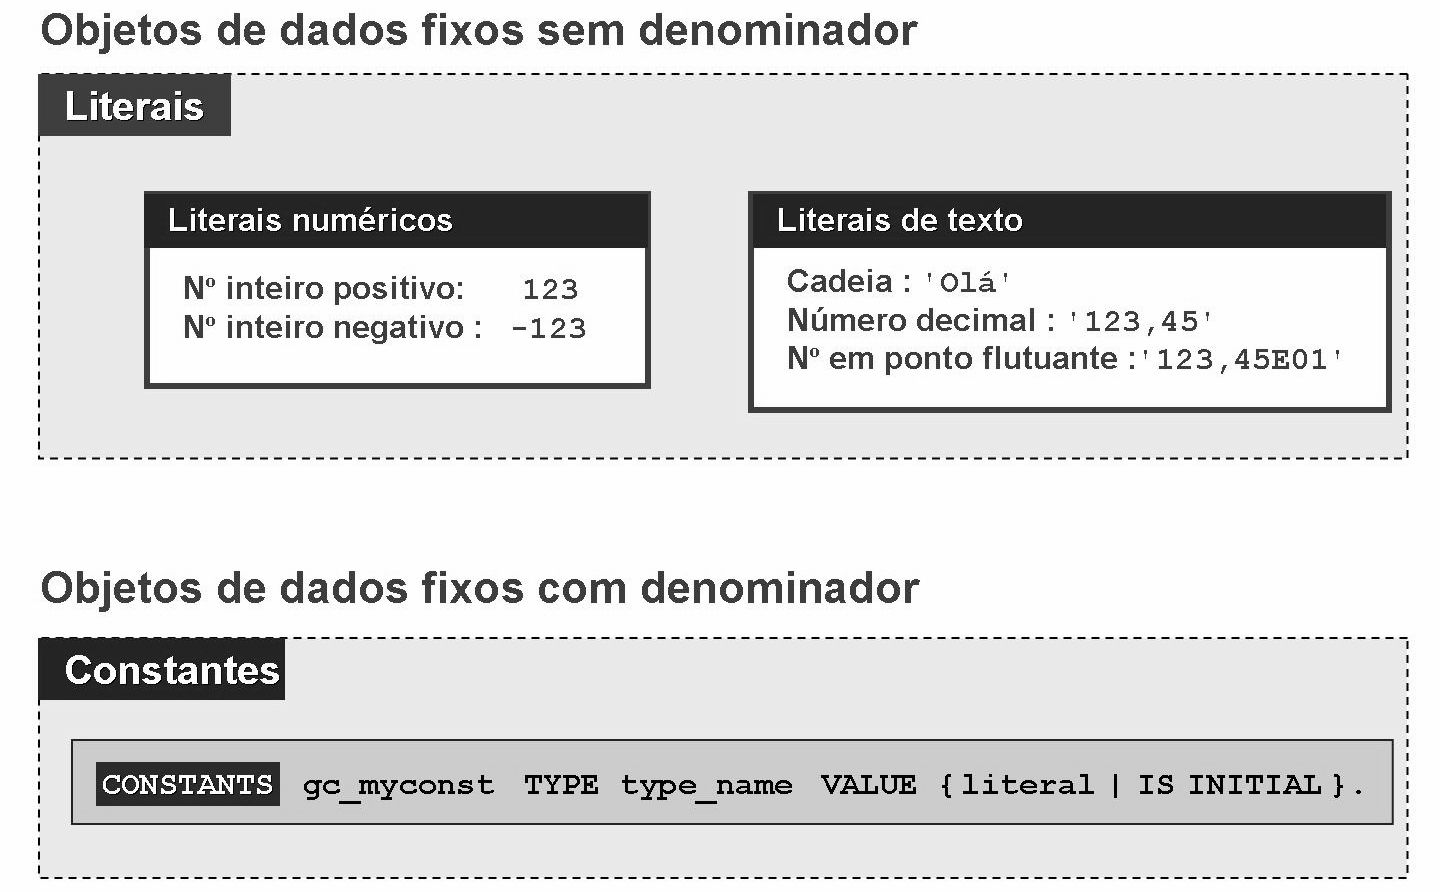 Objetos de dados fixos sem denominador
Literais
Literais numéricos
Nº inteiro positivo: 123
Nº inteiro negativo : -123
Literais de texto
Cadeia : 'Olá'
Número decimal : '123,45'
Nº em ponto flutuante :'123,45E01'
Objetos de dados fixos com denominador
Constantes
CONSTANTS gc_myconst TYPE type_name VALUE {literal | IS INITIAL}.